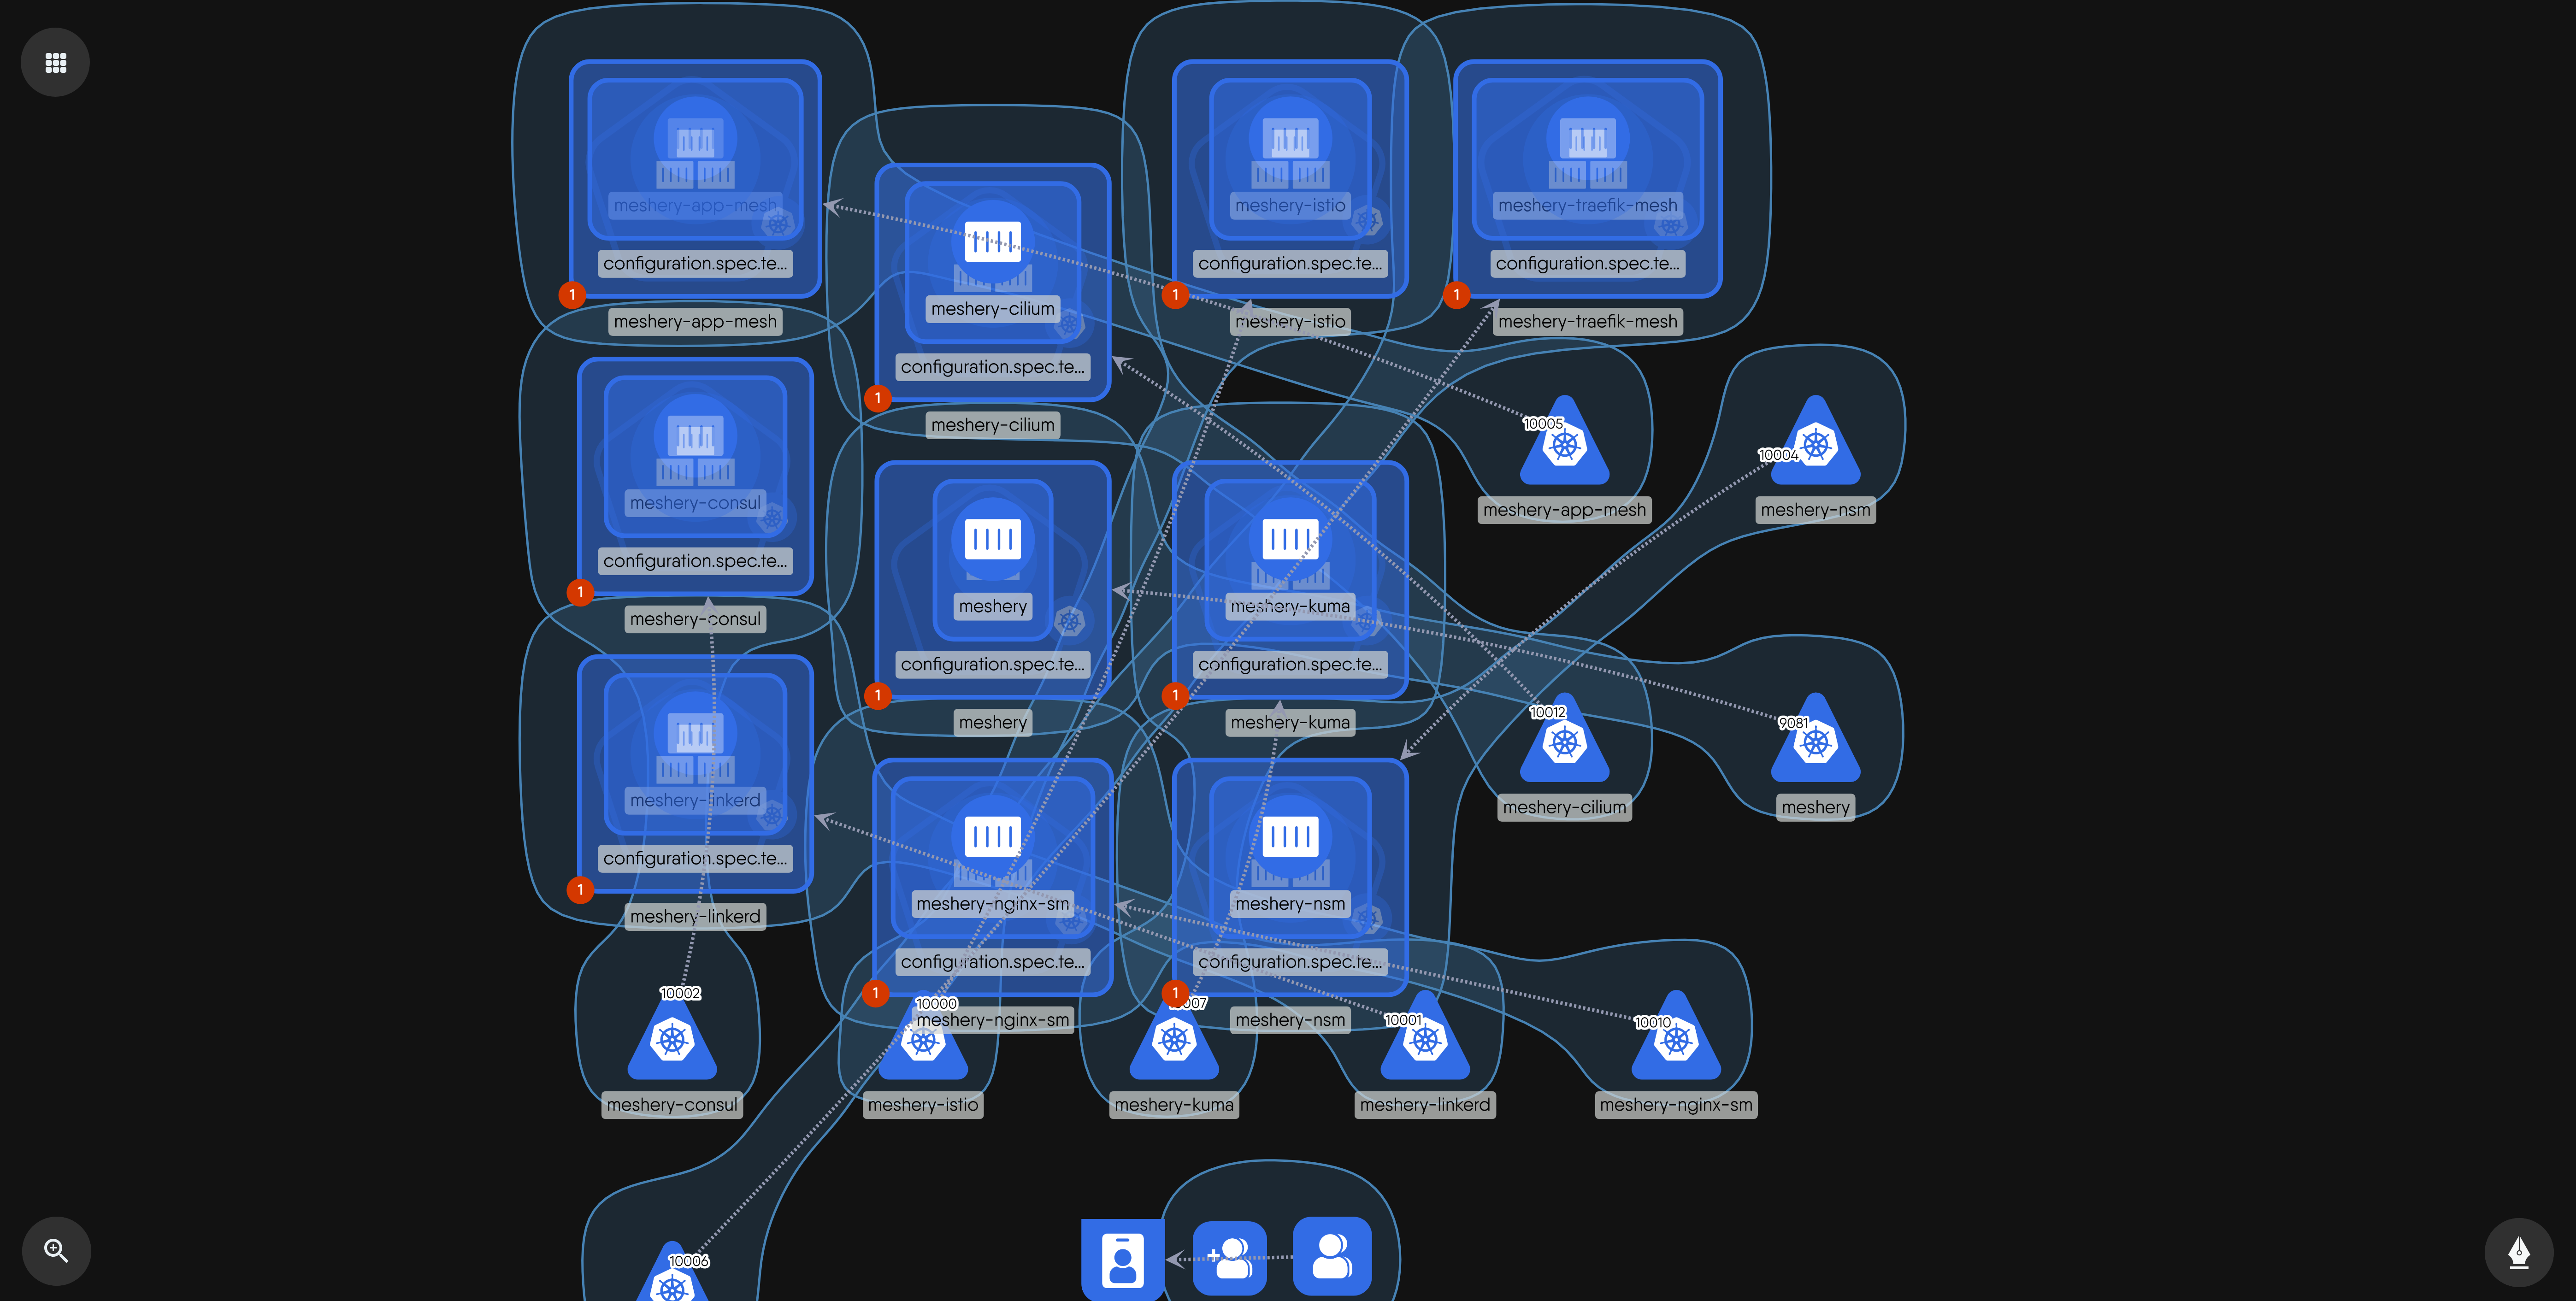 meshery-app-mesh
configuration.spec.te...
1
meshery-app-mesh
meshery-cilium
configuration.spec.te...
1
meshery-cilium
meshery-istio
configuration.spec.te...
1
meshery-istio
meshery-traefik-mesh
configuration.spec.te...
1
meshery-traefik-mesh
meshery-consul
configuration.spec.te...
1
meshery-consul
meshery
configuration.spec.te...
1
meshery
meshery-kuma
configuration.spec.te...
1
meshery-kuma
10005
meshery-app-mesh
10004
meshery-nsm
meshery-linkerd
configuration.spec.te...
1
meshery-linkerd
meshery-nginx-sm
configuration.spec.te...
1
meshery-nginx-sm
meshery-nsm
configuration.spec.te...
1
meshery-nsm
10012
meshery-cilium
9081
meshery
10002
meshery-consul
10000
meshery-istio
meshery-kuma
10001
meshery-linkerd
10010
meshery-nginx-sm
10006